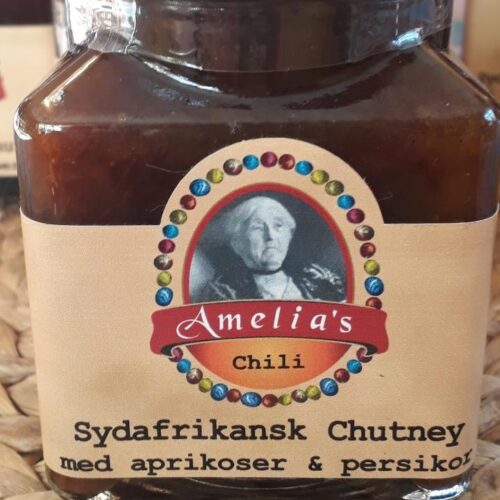 Amelia's
Chili
Sydafrikansk Chutney
med aprikoser & persikor